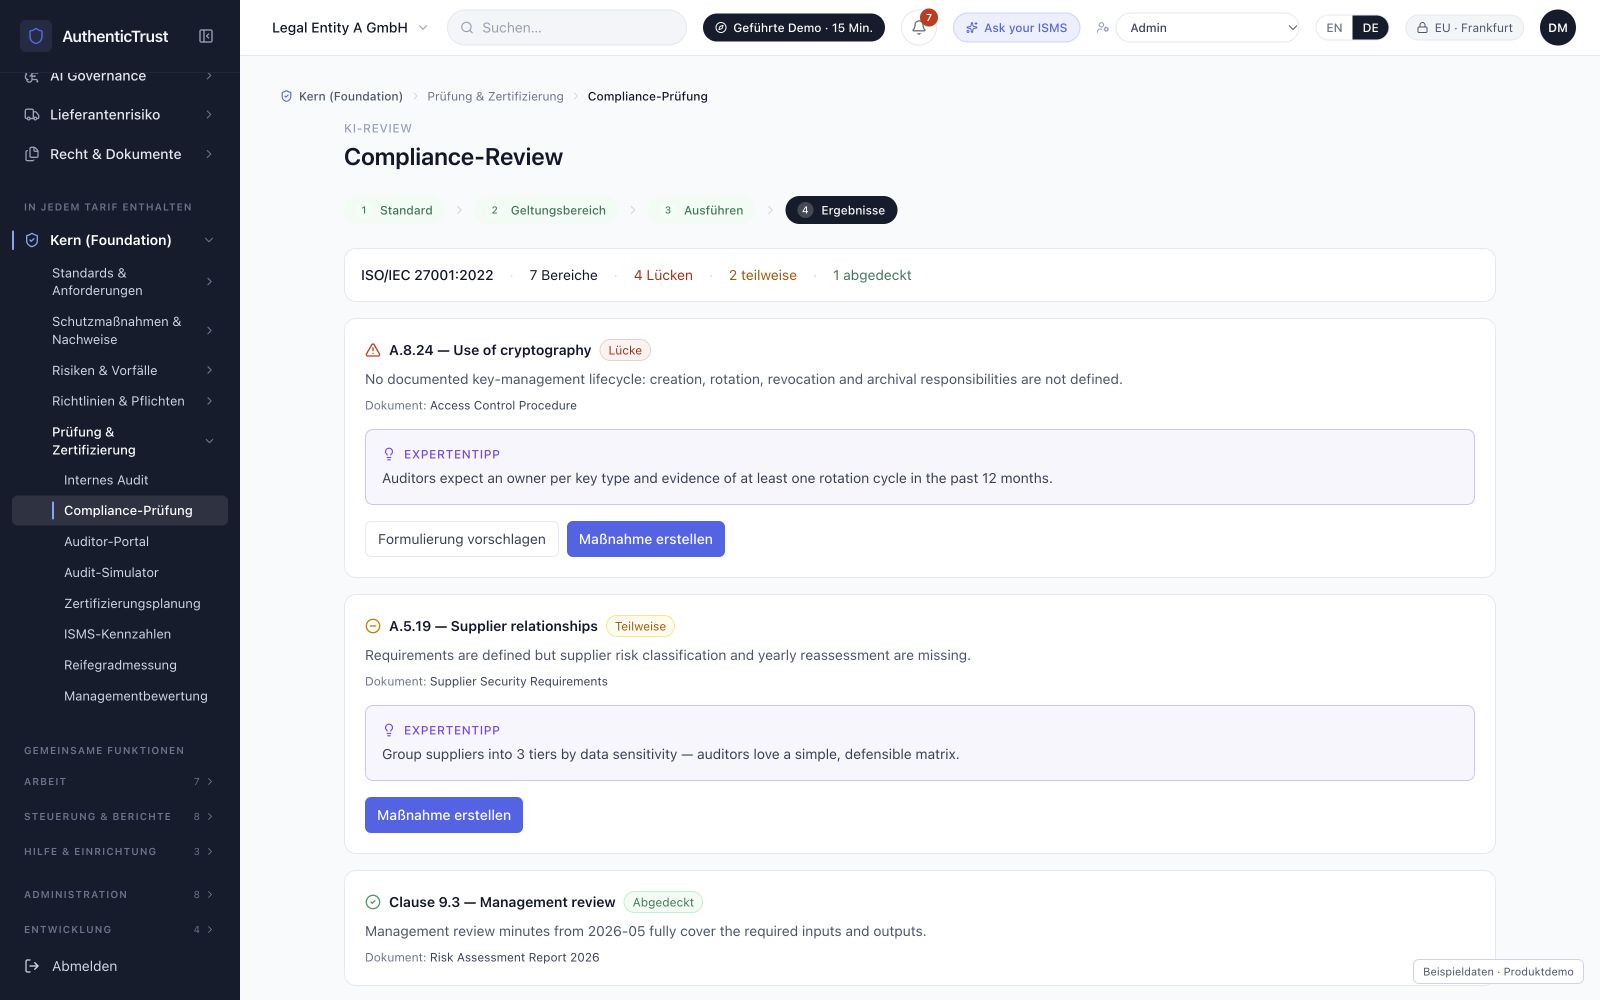 AuthenticTrust
AI Governance
Lieferantenrisiko
Recht & Dokumente
IN JEDEM TARIF ENTHALTEN
Kern (Foundation)
Standards &
Anforderungen
Schutzmaßnahmen &
Nachweise
Risiken & Vorfälle
Richtlinien & Pflichten
Prüfung &
Zertifizierung
Internes Audit
Compliance-Prüfung
Auditor-Portal
Audit-Simulator
Zertifizierungsplanung
ISMS-Kennzahlen
Reifegradmessung
Managementbewertung
GEMEINSAME FUNKTIONEN
ARBEIT 7
STEUERUNG & BERICHTE 8
HILFE & EINRICHTUNG 3
ADMINISTRATION 8
ENTWICKLUNG 4
Abmelden
Legal Entity A GmbH Suchen... Geführte Demo · 15 Min. 7 Ask your ISMS Admin EN DE EU · Frankfurt DM
Kern (Foundation) Prüfung & Zertifizierung Compliance-Prüfung
KI-REVIEW
Compliance-Review
1 Standard 2 Geltungsbereich 3 Ausführen 4 Ergebnisse
ISO/IEC 27001:2022 · 7 Bereiche · 4 Lücken · 2 teilweise · 1 abgedeckt
A.8.24 — Use of cryptography Lücke
No documented key-management lifecycle: creation, rotation, revocation and archival responsibilities are not defined.
Dokument: Access Control Procedure
EXPERTENTIPP
Auditors expect an owner per key type and evidence of at least one rotation cycle in the past 12 months.
Formulierung vorschlagen Maßnahme erstellen
A.5.19 — Supplier relationships Teilweise
Requirements are defined but supplier risk classification and yearly reassessment are missing.
Dokument: Supplier Security Requirements
EXPERTENTIPP
Group suppliers into 3 tiers by data sensitivity — auditors love a simple, defensible matrix.
Maßnahme erstellen
Clause 9.3 — Management review Abgedeckt
Management review minutes from 2026-05 fully cover the required inputs and outputs.
Dokument: Risk Assessment Report 2026
Beispieldaten · Produktdemo